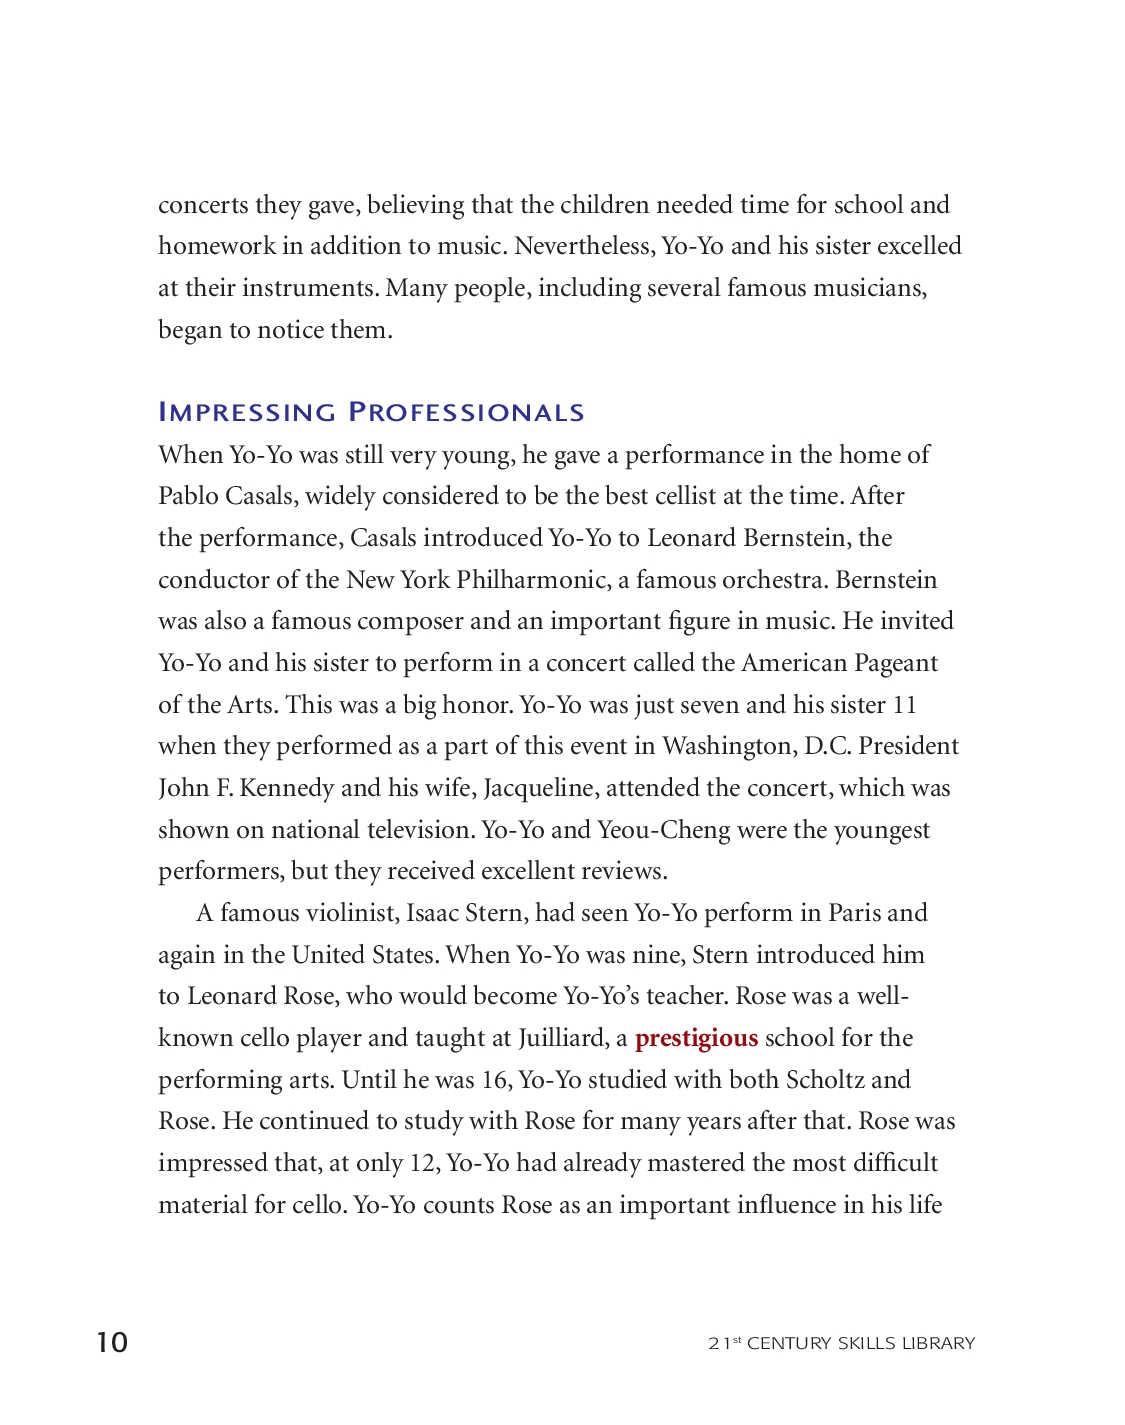 concerts they gave, believing that the children needed time for school and
homework in addition to music. Nevertheless, Yo-Yo and his sister excelled
at their instruments. Many people, including several famous musicians,
began to notice them.
Impressing Professionals
When Yo-Yo was still very young, he gave a performance in the home of
Pablo Casals, widely considered to be the best cellist at the time. After
the performance, Casals introduced Yo-Yo to Leonard Bernstein, the
conductor of the New York Philharmonic, a famous orchestra. Bernstein
was also a famous composer and an important figure in music. He invited
Yo-Yo and his sister to perform in a concert called the American Pageant
of the Arts. This was a big honor. Yo-Yo was just seven and his sister 11
when they performed as a part of this event in Washington, D.C. President
John F. Kennedy and his wife, Jacqueline, attended the concert, which was
shown on national television. Yo-Yo and Yeou-Cheng were the youngest
performers, but they received excellent reviews.
A famous violinist, Isaac Stern, had seen Yo-Yo perform in Paris and
again in the United States. When Yo-Yo was nine, Stern introduced him
to Leonard Rose, who would become Yo-Yo’s teacher. Rose was a well-
known cello player and taught at Juilliard, a prestigious school for the
performing arts. Until he was 16, Yo-Yo studied with both Scholtz and
Rose. He continued to study with Rose for many years after that. Rose was
impressed that, at only 12, Yo-Yo had already mastered the most difficult
material for cello. Yo-Yo counts Rose as an important influence in his life
10
21st CENTURY SKILLS LIBRARY